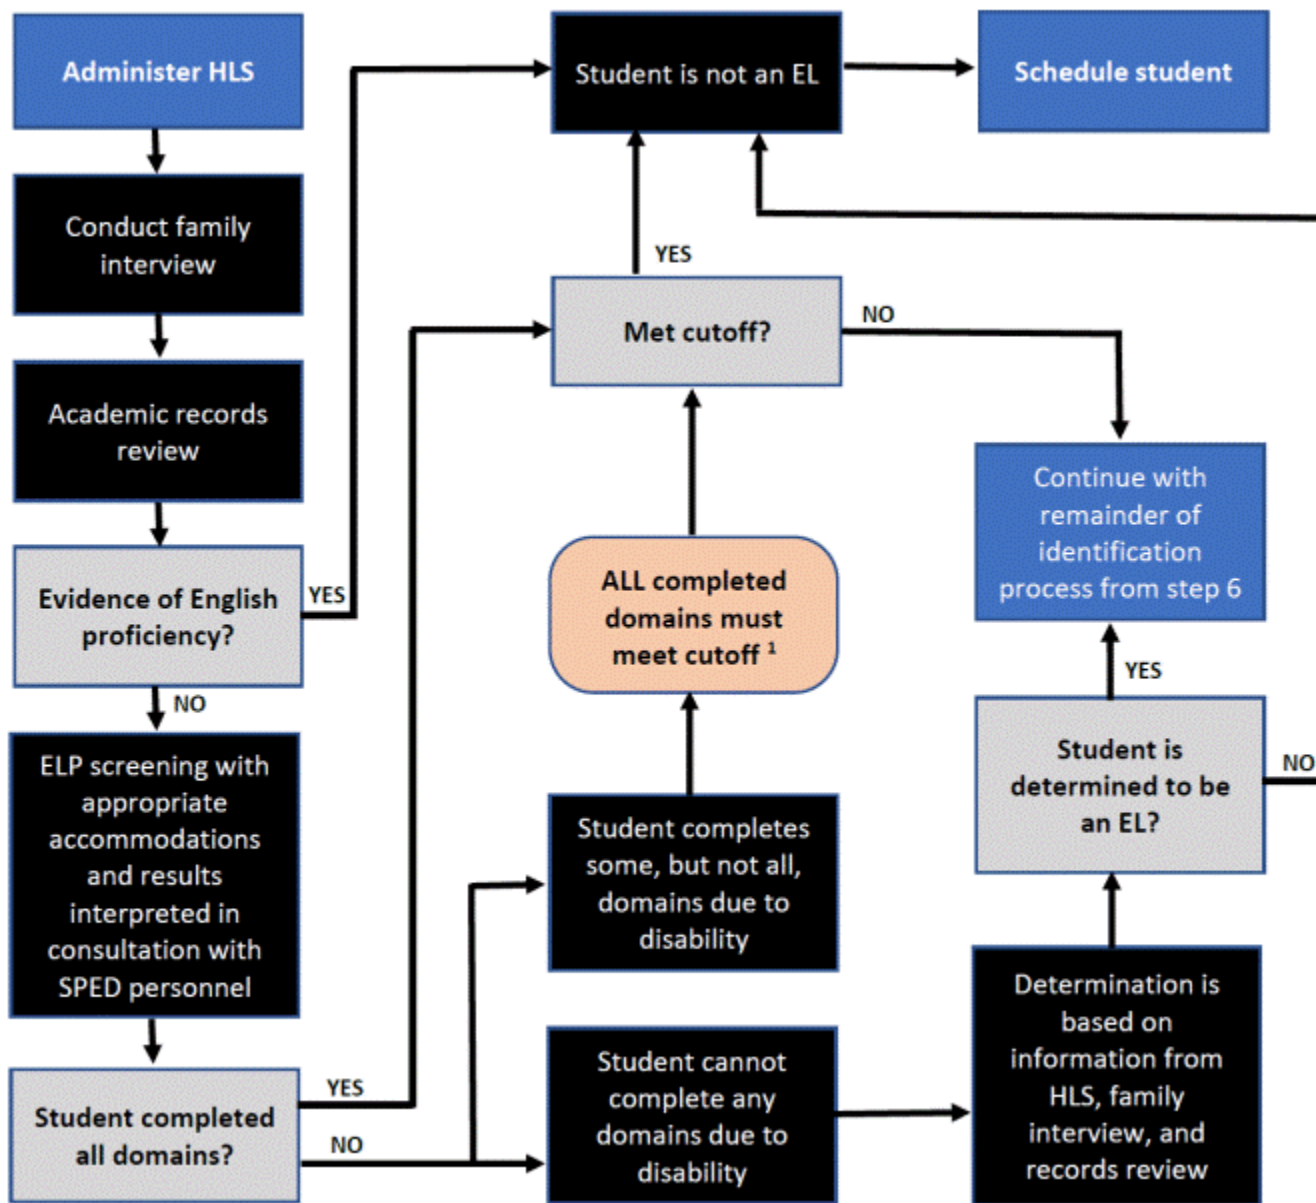 Administer HLS
Conduct family
interview
Academic records
review
Evidence of English
proficiency?
YES
NO
ELP screening with
appropriate
accommodations
and results
interpreted in
consultation with
SPED personnel
Student completed
all domains?
YES
NO
Student is not an EL
Schedule student
YES
Met cutoff?
NO
ALL completed
domains must
meet cutoff ¹
Student completes
some, but not all,
domains due to
disability
Student cannot
complete any
domains due to
disability
Continue with
remainder of
identification
process from step 6
YES
Student is
determined to be
an EL?
NO
Determination is
based on
information from
HLS, family
interview, and
records review